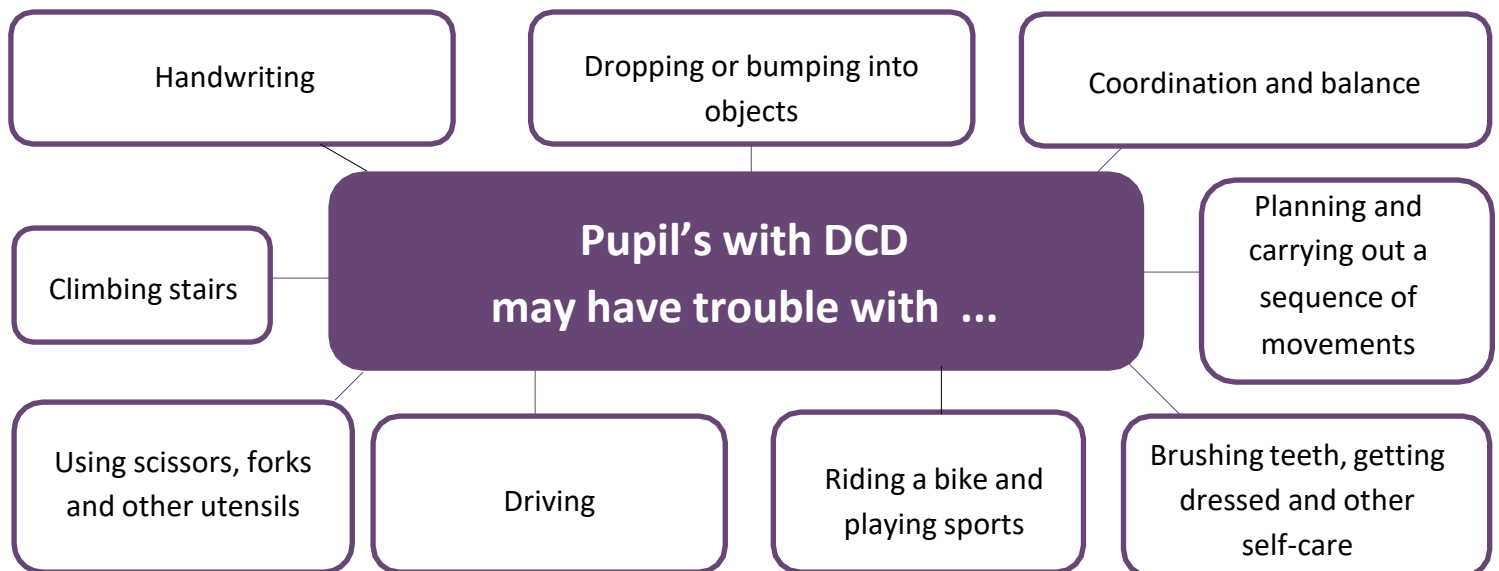 Handwriting
Dropping or bumping into
objects
Coordination and balance
Pupil's with DCD
may have trouble with ...
Climbing stairs
Planning and
carrying out a
sequence of
movements
Using scissors, forks
and other utensils
Driving
Riding a bike and
playing sports
Brushing teeth, getting
dressed and other
self-care